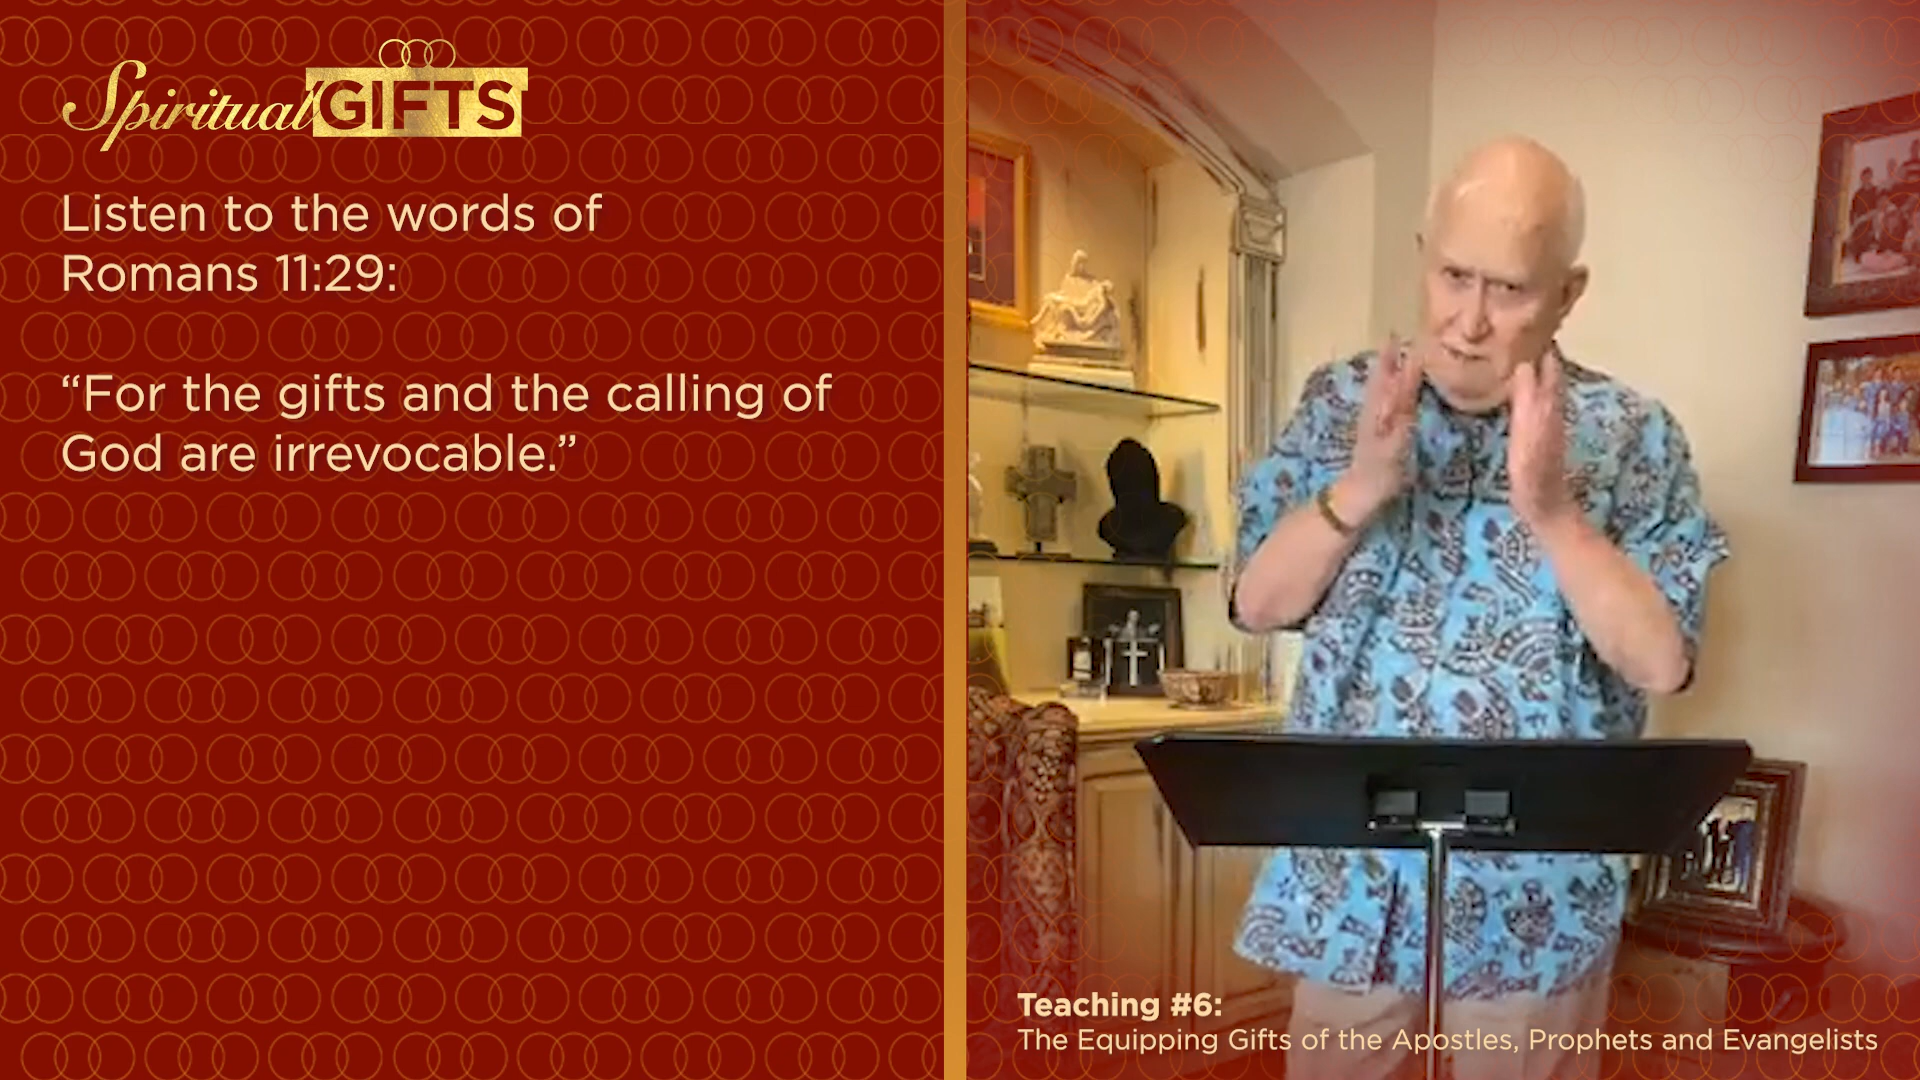 Spiritual GIFTS
Listen to the words of
Romans 11:29:
“For the gifts and the calling of
God are irrevocable.”
Teaching #6:
The Equipping Gifts of the Apostles, Prophets and Evangelists